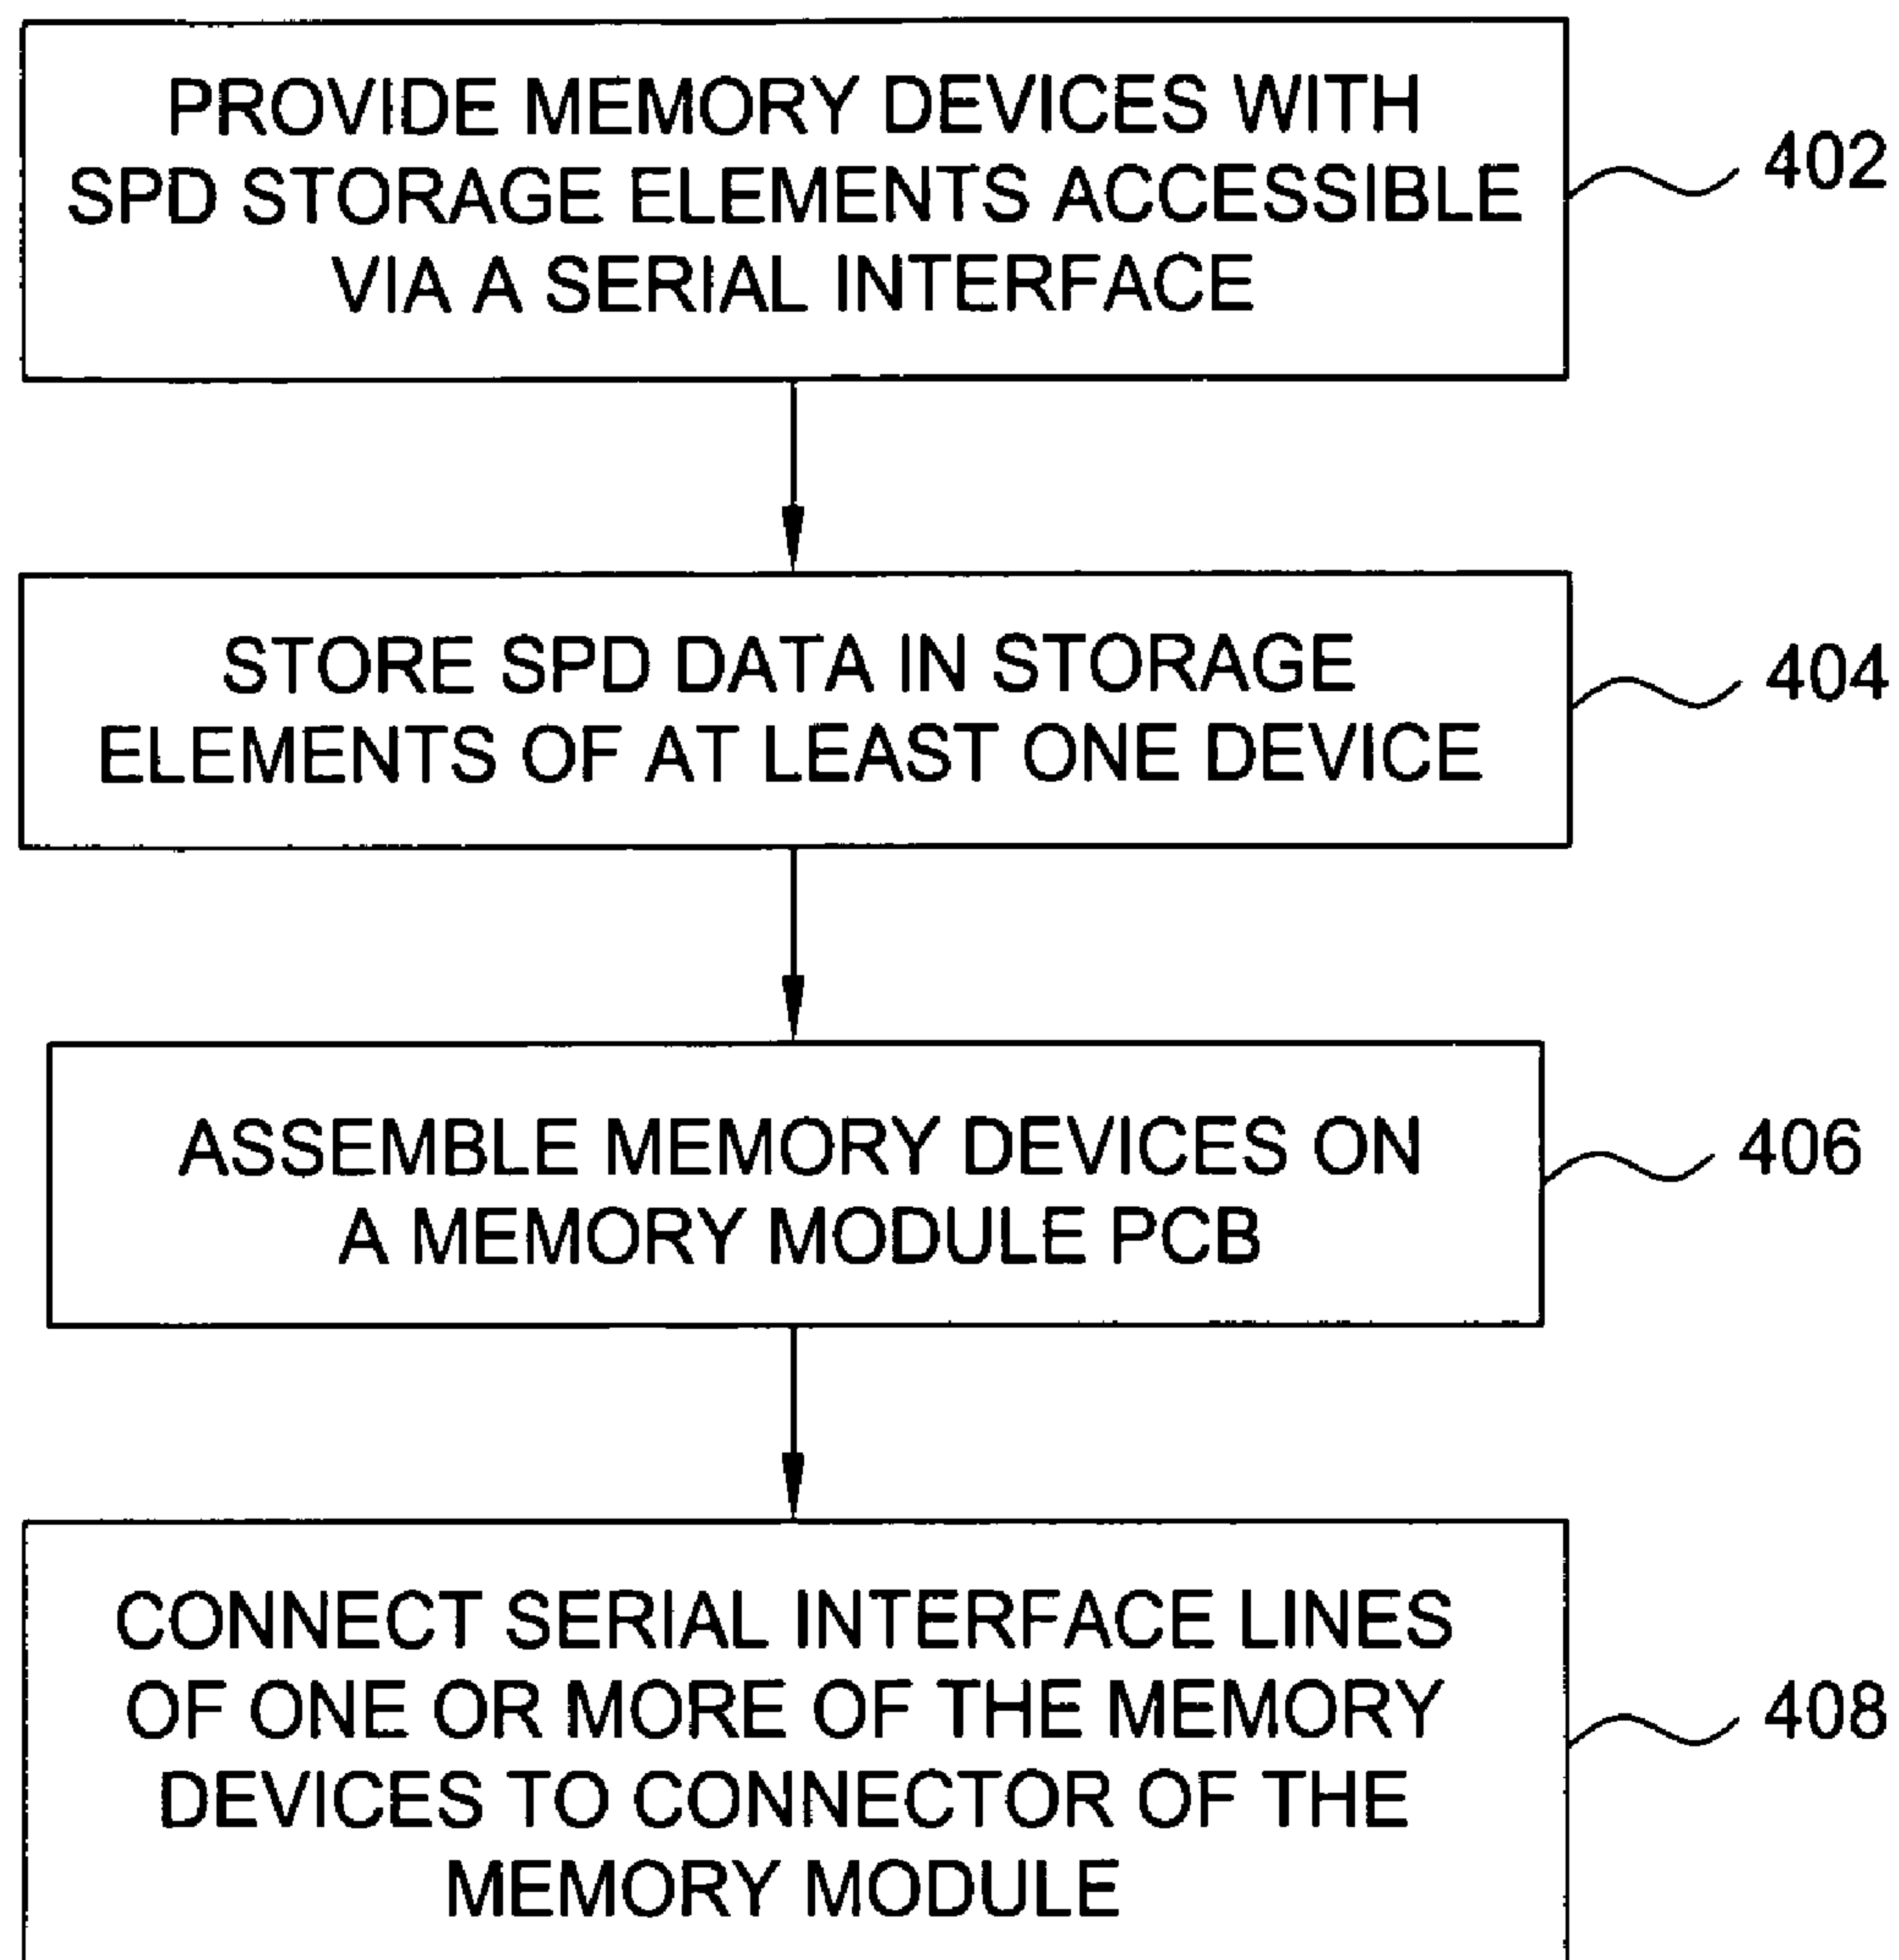 PROVIDE MEMORY DEVICES WITH
SPD STORAGE ELEMENTS ACCESSIBLE
VIA A SERIAL INTERFACE
402
STORE SPD DATA IN STORAGE
ELEMENTS OF AT LEAST ONE DEVICE
404
ASSEMBLE MEMORY DEVICES ON
A MEMORY MODULE PCB
406
CONNECT SERIAL INTERFACE LINES
OF ONE OR MORE OF THE MEMORY
DEVICES TO CONNECTOR OF THE
MEMORY MODULE
408